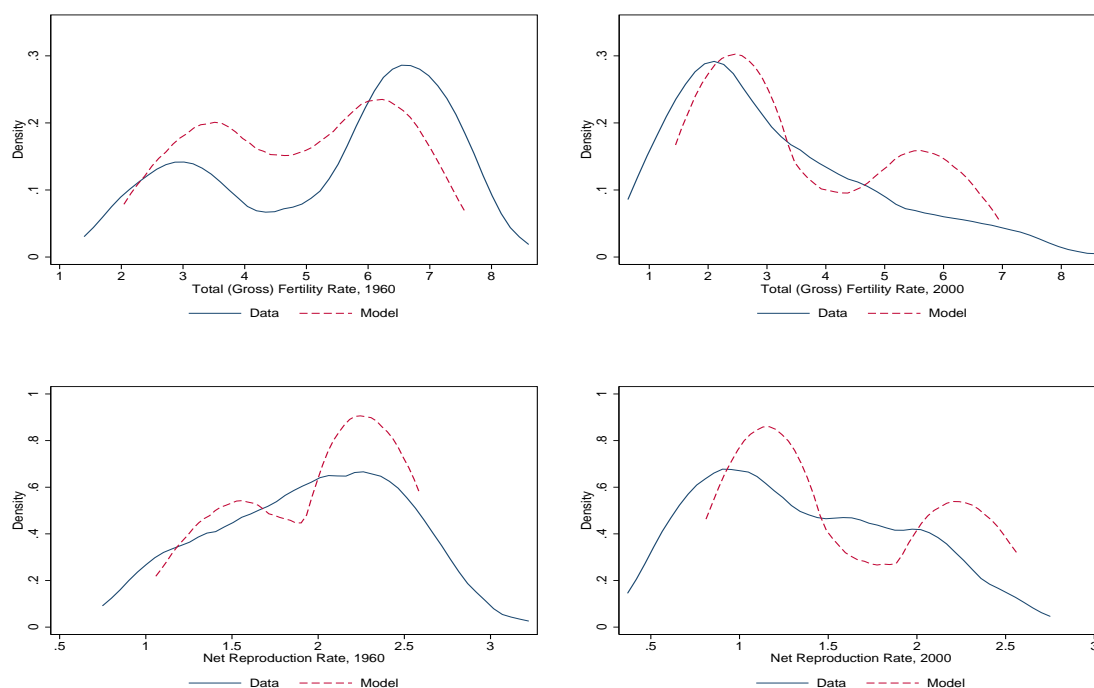 Density
0 .1 .2 .3
1 2 3 4 5 6 7 8
Total (Gross) Fertility Rate, 1960
Data Model
Density
0 .1 .2 .3
1 2 3 4 5 6 7 8
Total (Gross) Fertility Rate, 2000
Data Model
Density
0 .2 .4 .6 .8 1
.5 1 1.5 2 2.5 3
Net Reproduction Rate, 1960
Data Model
Density
0 .2 .4 .6 .8 1
.5 1 1.5 2 2.5 3
Net Reproduction Rate, 2000
Data Model